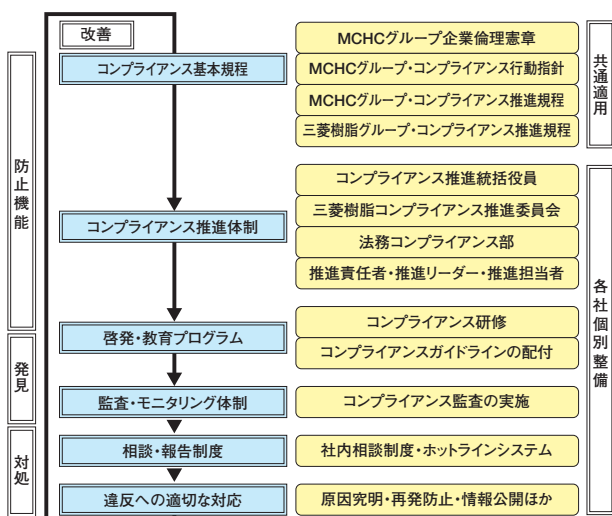 改善
コンプライアンス基本規程
MCHCグループ企業倫理憲章
MCHCグループ・コンプライアンス行動指針
MCHCグループ・コンプライアンス推進規程
三菱樹脂グループ・コンプライアンス推進規程
共通適用
防止機能
コンプライアンス推進体制
コンプライアンス推進統括役員
三菱樹脂コンプライアンス推進委員会
法務コンプライアンス部
推進責任者・推進リーダー・推進担当者
各社個別整備
啓発・教育プログラム
コンプライアンス研修
コンプライアンスガイドラインの配付
発見
監査・モニタリング体制
コンプライアンス監査の実施
対処
相談・報告制度
社内相談制度・ホットラインシステム
違反への適切な対応
原因究明・再発防止・情報公開ほか